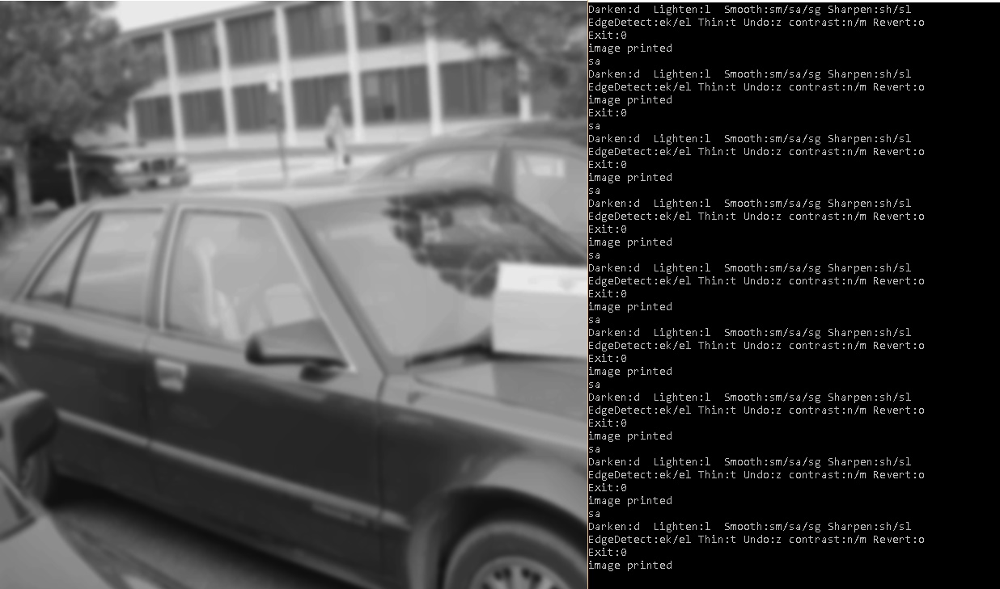 Darken:d  Lighten:l  Smooth:sm/sa/sg Sharpen:sh/sl
EdgeDetect:ek/el Thin:t Undo:z contrast:n/m Revert:o
Exit:0
image printed
sa
Darken:d  Lighten:l  Smooth:sm/sa/sg Sharpen:sh/sl
EdgeDetect:ek/el Thin:t Undo:z contrast:n/m Revert:o
image printed
Exit:0
sa
Darken:d  Lighten:l  Smooth:sm/sa/sg Sharpen:sh/sl
EdgeDetect:ek/el Thin:t Undo:z contrast:n/m Revert:o
Exit:0
image printed
sa
Darken:d  Lighten:l  Smooth:sm/sa/sg Sharpen:sh/sl
EdgeDetect:ek/el Thin:t Undo:z contrast:n/m Revert:o
Exit:0
image printed
sa
Darken:d  Lighten:l  Smooth:sm/sa/sg Sharpen:sh/sl
EdgeDetect:ek/el Thin:t Undo:z contrast:n/m Revert:o
Exit:0
image printed
sa
Darken:d  Lighten:l  Smooth:sm/sa/sg Sharpen:sh/sl
EdgeDetect:ek/el Thin:t Undo:z contrast:n/m Revert:o
Exit:0
image printed
sa
Darken:d  Lighten:l  Smooth:sm/sa/sg Sharpen:sh/sl
EdgeDetect:ek/el Thin:t Undo:z contrast:n/m Revert:o
Exit:0
image printed
sa
Darken:d  Lighten:l  Smooth:sm/sa/sg Sharpen:sh/sl
EdgeDetect:ek/el Thin:t Undo:z contrast:n/m Revert:o
Exit:0
image printed
sa
Darken:d  Lighten:l  Smooth:sm/sa/sg Sharpen:sh/sl
EdgeDetect:ek/el Thin:t Undo:z contrast:n/m Revert:o
Exit:0
image printed